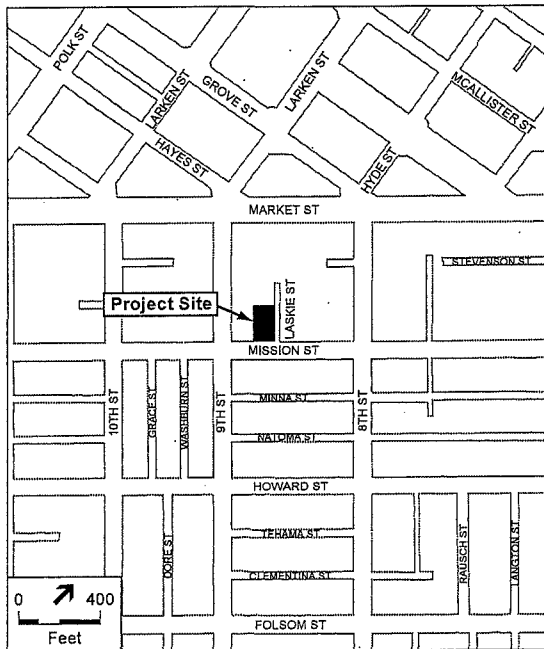 POLK ST
LARKEN ST
GROVE ST
LARKEN ST
MCALLISTER ST
HAYES ST
HYDE ST
MARKET ST
STEVENSON ST
LASKIE ST
Project Site
MISSION ST
10TH ST
GRACE ST
WASHBURN ST
9TH ST
MINNA ST
8TH ST
NATOMA ST
HOWARD ST
DORE ST
TEHAMA ST
RAUSCH ST
LANGTON ST
CLEMENTINA ST
0 400
Feet
FOLSOM ST